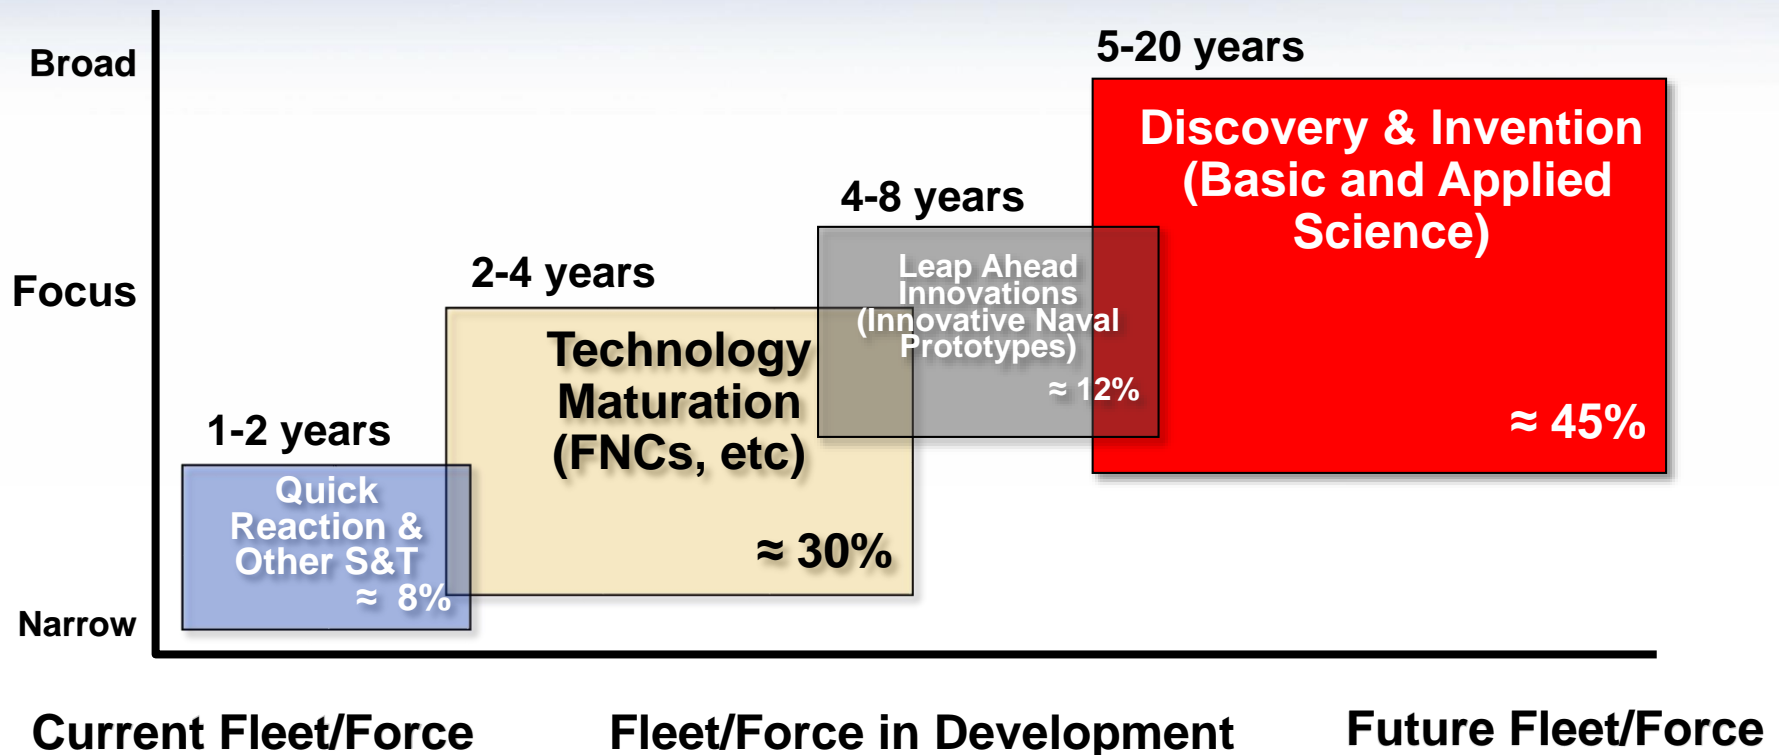 Broad
Focus
Narrow
5-20 years
Discovery & Invention
(Basic and Applied
Science)
≈ 45%
4-8 years
Leap Ahead
Innovations
(Innovative Naval
Prototypes)
≈ 12%
2-4 years
Technology
Maturation
(FNCs, etc)
≈ 30%
1-2 years
Quick
Reaction &
Other S&T
≈ 8%
Current Fleet/Force
Fleet/Force in Development
Future Fleet/Force